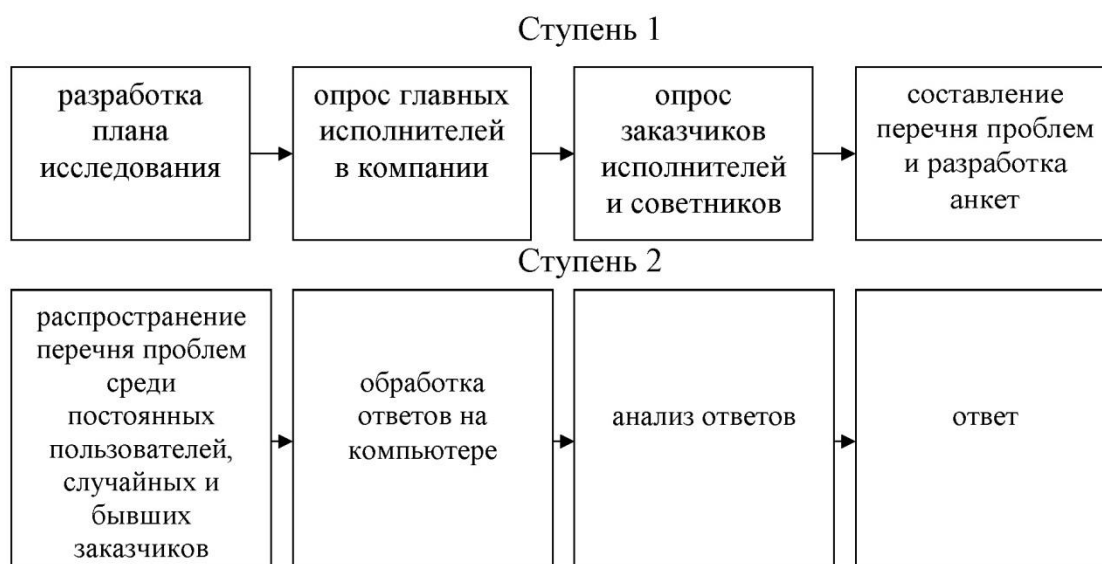 Ступень 1
разработка
плана
исследования
опрос главных
исполнителей
в компании
опрос
заказчиков
исполнителей
и советников
составление
перечня проблем
и разработка
анкет
Ступень 2
распространение
перечня проблем
среди
постоянных
пользователей,
случайных и
бывших
заказчиков
обработка
ответов на
компьютере
анализ ответов
ответ